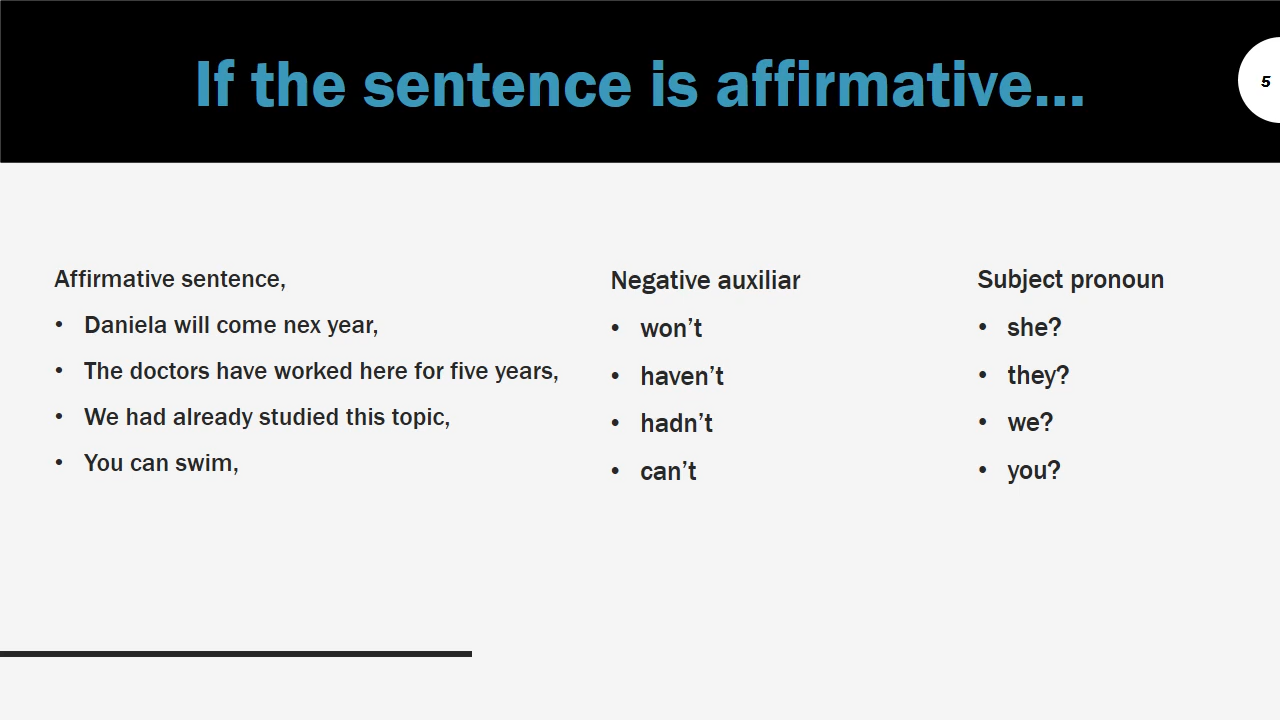 If the sentence is affirmative...
5
Affirmative sentence,
• Daniela will come nex year,
• The doctors have worked here for five years,
• We had already studied this topic,
• You can swim,
Negative auxiliar
• won’t
• haven’t
• hadn’t
• can’t
Subject pronoun
• she?
• they?
• we?
• you?